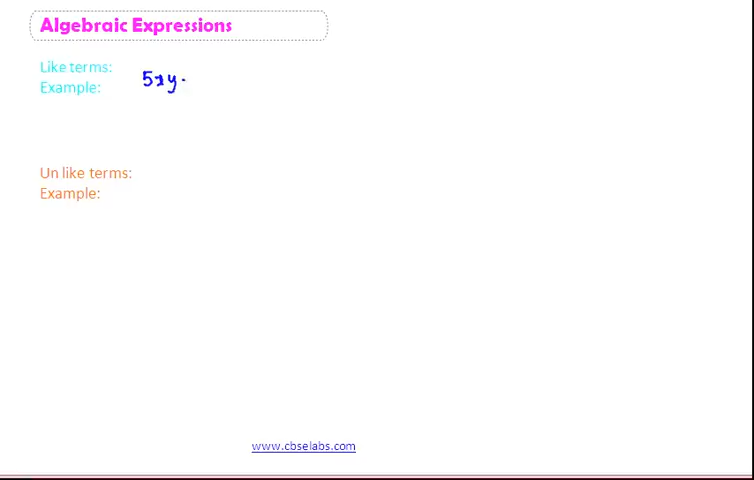 Algebraic Expressions
Like terms:
Example: 5xy.
Un like terms:
Example:
www.cbselabs.com